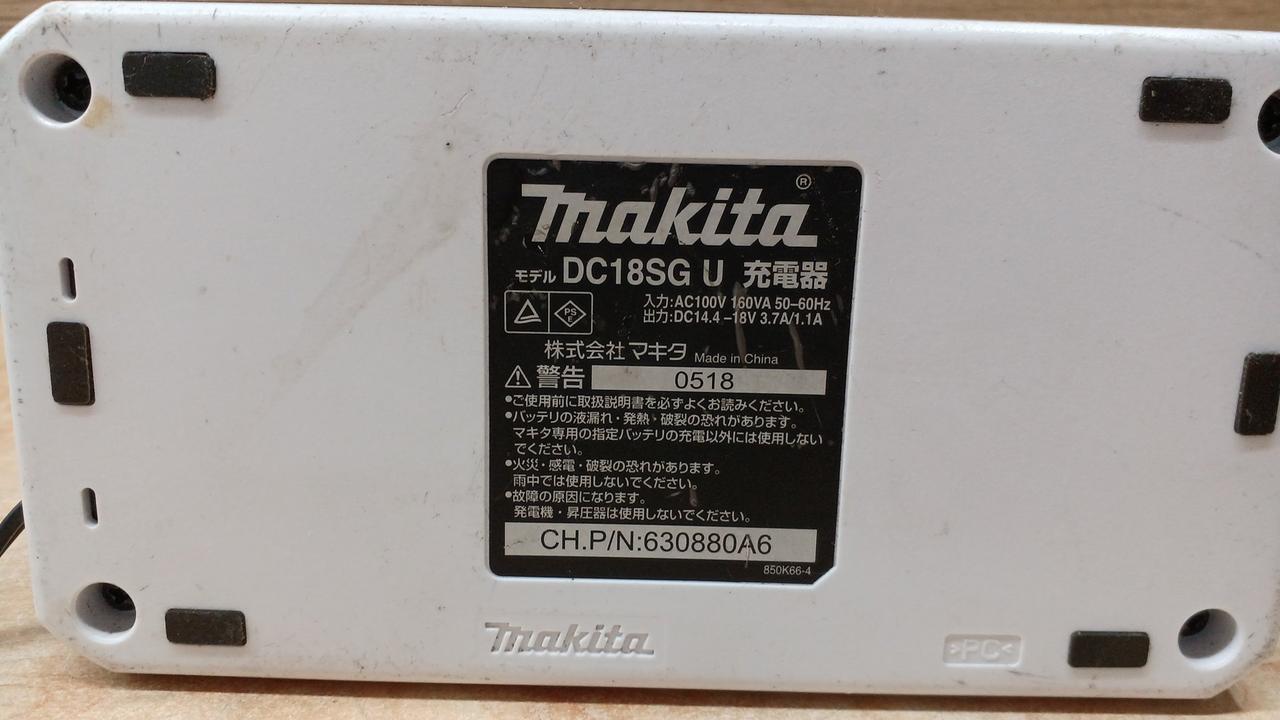 makita®
モデル DC18SG U 充電器
PS E
入力:AC100V 160VA 50–60Hz
出力:DC14.4 –18V 3.7A/1.1A
株式会社 マキタ Made in China
警告 0518
•ご使用前に取扱説明書を必ずよくお読みください。
•バッテリの液漏れ・発熱・破裂の恐れがあります。
マキタ専用の指定バッテリの充電以外には使用しない
でください。
•火災・感電・破裂の恐れがあります。
雨中では使用しないでください。
•故障の原因になります。
発電機・昇圧器は使用しないでください。
CH.P/N:630880A6
850K66-4
makita
>PC<